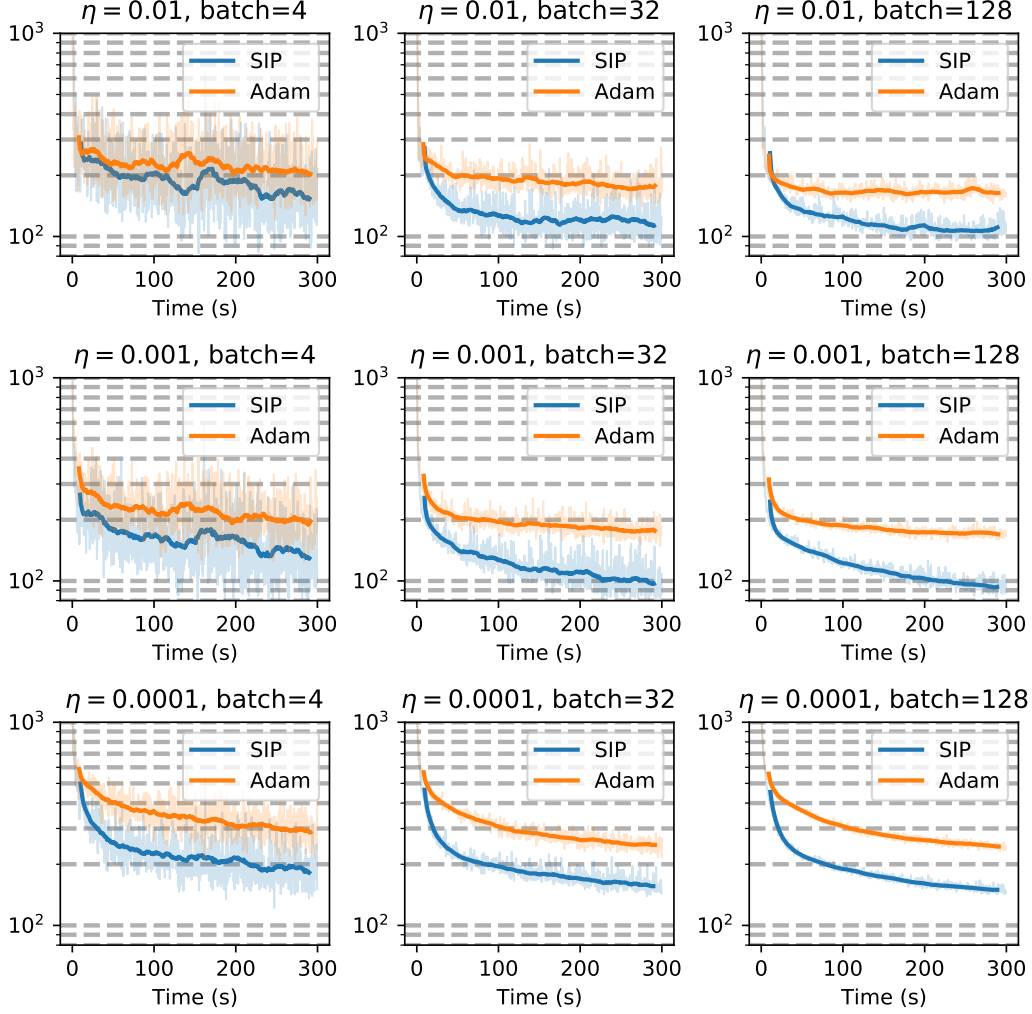 η = 0.01, batch=4
10³
10²
SIP
Adam
0 100 200 300
Time (s)
η = 0.01, batch=32
10³
10²
SIP
Adam
0 100 200 300
Time (s)
η = 0.01, batch=128
10³
10²
SIP
Adam
0 100 200 300
Time (s)
η = 0.001, batch=4
10³
10²
SIP
Adam
0 100 200 300
Time (s)
η = 0.001, batch=32
10³
10²
SIP
Adam
0 100 200 300
Time (s)
η = 0.001, batch=128
10³
10²
SIP
Adam
0 100 200 300
Time (s)
η = 0.0001, batch=4
10³
10²
SIP
Adam
0 100 200 300
Time (s)
η = 0.0001, batch=32
10³
10²
SIP
Adam
0 100 200 300
Time (s)
η = 0.0001, batch=128
10³
10²
SIP
Adam
0 100 200 300
Time (s)